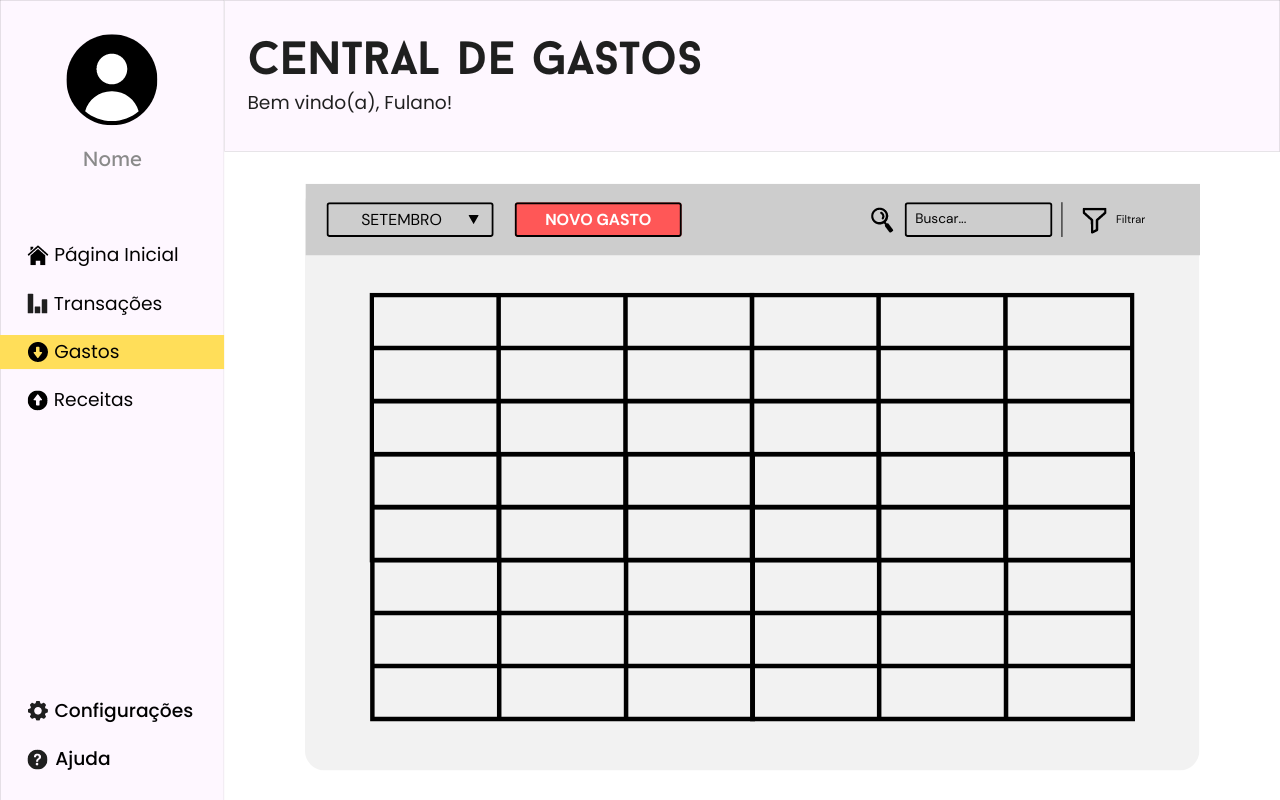 CENTRAL DE GASTOS
Bem vindo(a), Fulano!
Nome
Página Inicial
Transações
Gastos
Receitas
Configurações
Ajuda
SETEMBRO
NOVO GASTO
Buscar...
Filtrar